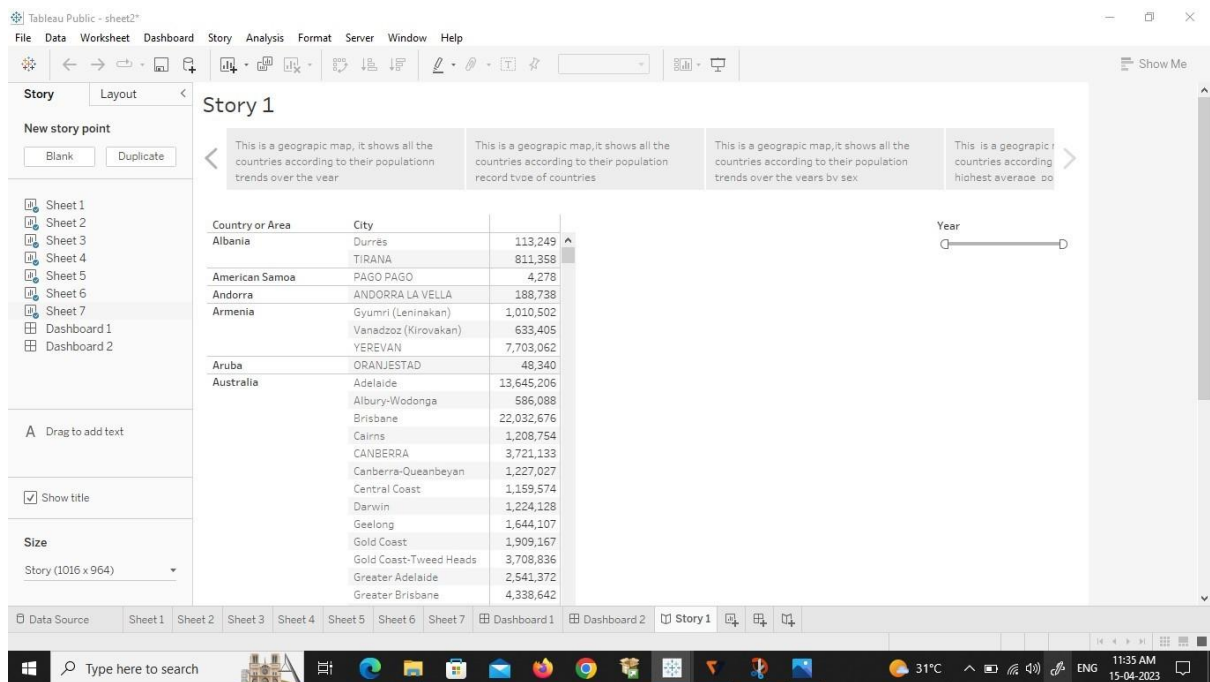 Tableau Public - sheet2*
File Data Worksheet Dashboard Story Analysis Format Server Window Help
Show Me
Story Layout
New story point
Blank Duplicate
Sheet 1
Sheet 2
Sheet 3
Sheet 4
Sheet 5
Sheet 6
Sheet 7
Dashboard 1
Dashboard 2
A Drag to add text
Show title
Size
Story (1016 x 964)
Story 1
This is a geograpic map, it shows all the
countries according to their populationn
trends over the year
This is a geograpic map,it shows all the
countries according to their population
record type of countries
This is a geograpic map,it shows all the
countries according to their population
trends over the years by sex
This is a geograpic
countries according
highest average po
Country or Area City
Albania Durrës 113,249
TIRANA 811,358
American Samoa PAGO PAGO 4,278
Andorra ANDORRA LA VELLA 188,738
Armenia Gyumri (Leninakan) 1,010,502
Vanadzoz (Kirovakan) 633,405
YEREVAN 7,703,062
Aruba ORANJESTAD 48,340
Australia Adelaide 13,645,206
Albury-Wodonga 586,088
Brisbane 22,032,676
Cairns 1,208,754
CANBERRA 3,721,133
Canberra-Queanbeyan 1,227,027
Central Coast 1,159,574
Darwin 1,224,128
Geelong 1,644,107
Gold Coast 1,909,167
Gold Coast-Tweed Heads 3,708,836
Greater Adelaide 2,541,372
Greater Brisbane 4,338,642
Year
Data Source Sheet 1 Sheet 2 Sheet 3 Sheet 4 Sheet 5 Sheet 6 Sheet 7 Dashboard 1 Dashboard 2 Story 1
Type here to search
31°C ENG 11:35 AM
15-04-2023